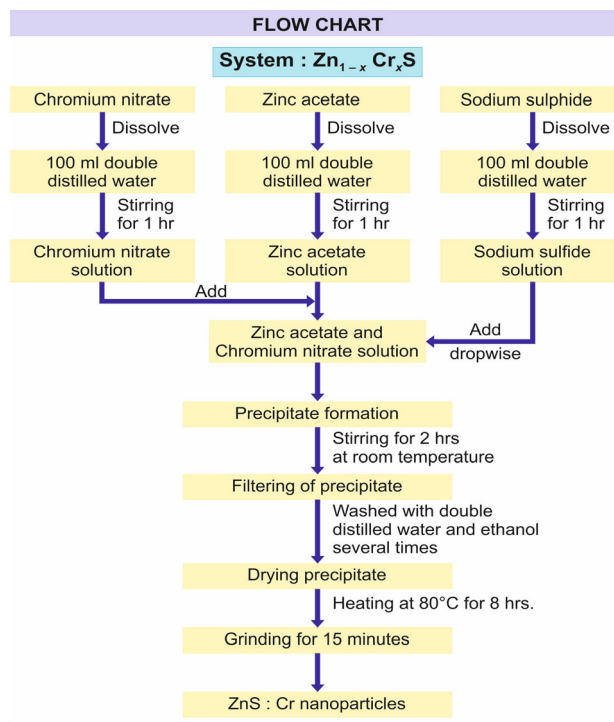 FLOW CHART
System : Zn1 – x CrxS
Chromium nitrate
Zinc acetate
Sodium sulphide
Dissolve
Dissolve
Dissolve
100 ml double
distilled water
100 ml double
distilled water
100 ml double
distilled water
Stirring
for 1 hr
Stirring
for 1 hr
Stirring
for 1 hr
Chromium nitrate
solution
Zinc acetate
solution
Sodium sulfide
solution
Add
Zinc acetate and
Chromium nitrate solution
Add
dropwise
Precipitate formation
Stirring for 2 hrs
at room temperature
Filtering of precipitate
Washed with double
distilled water and ethanol
several times
Drying precipitate
Heating at 80°C for 8 hrs.
Grinding for 15 minutes
ZnS : Cr nanoparticles